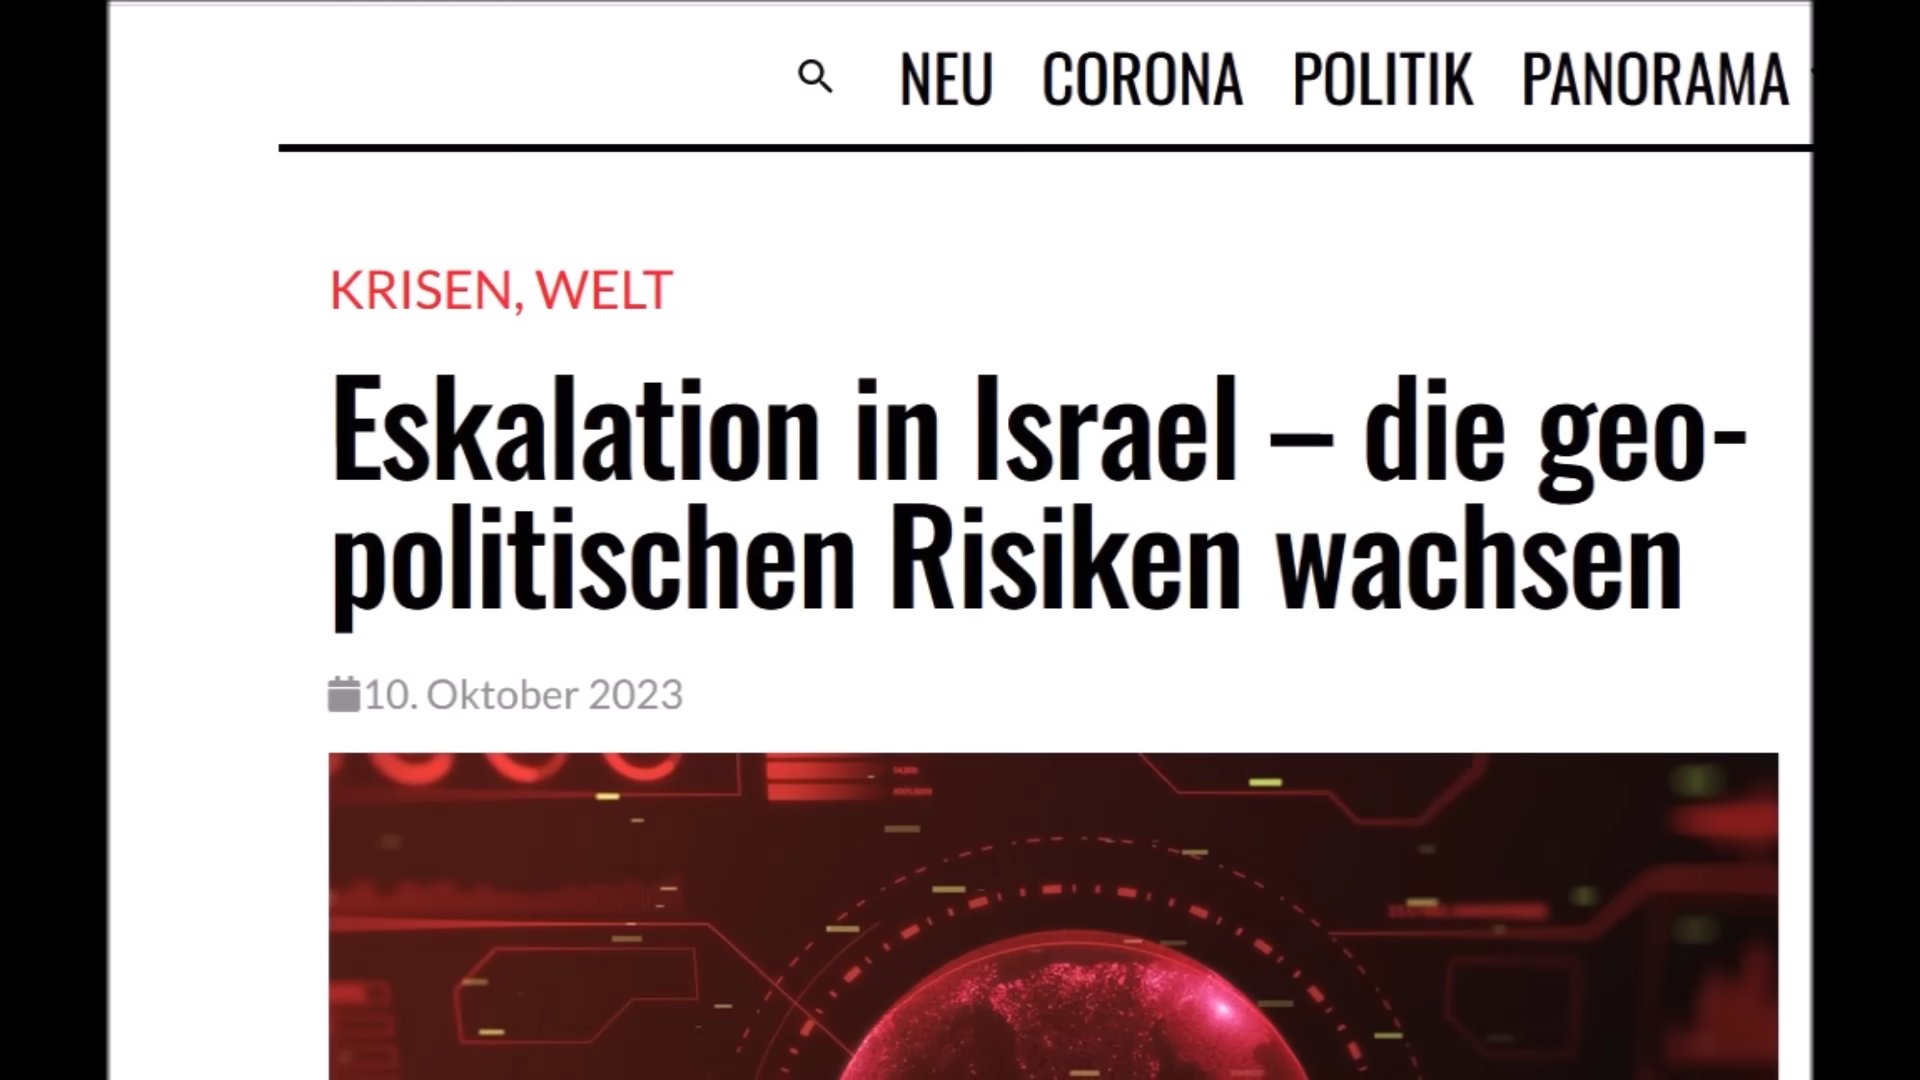 NEU CORONA POLITIK PANORAMA
KRISEN, WELT
Eskalation in Israel – die geo-
politischen Risiken wachsen
10. Oktober 2023